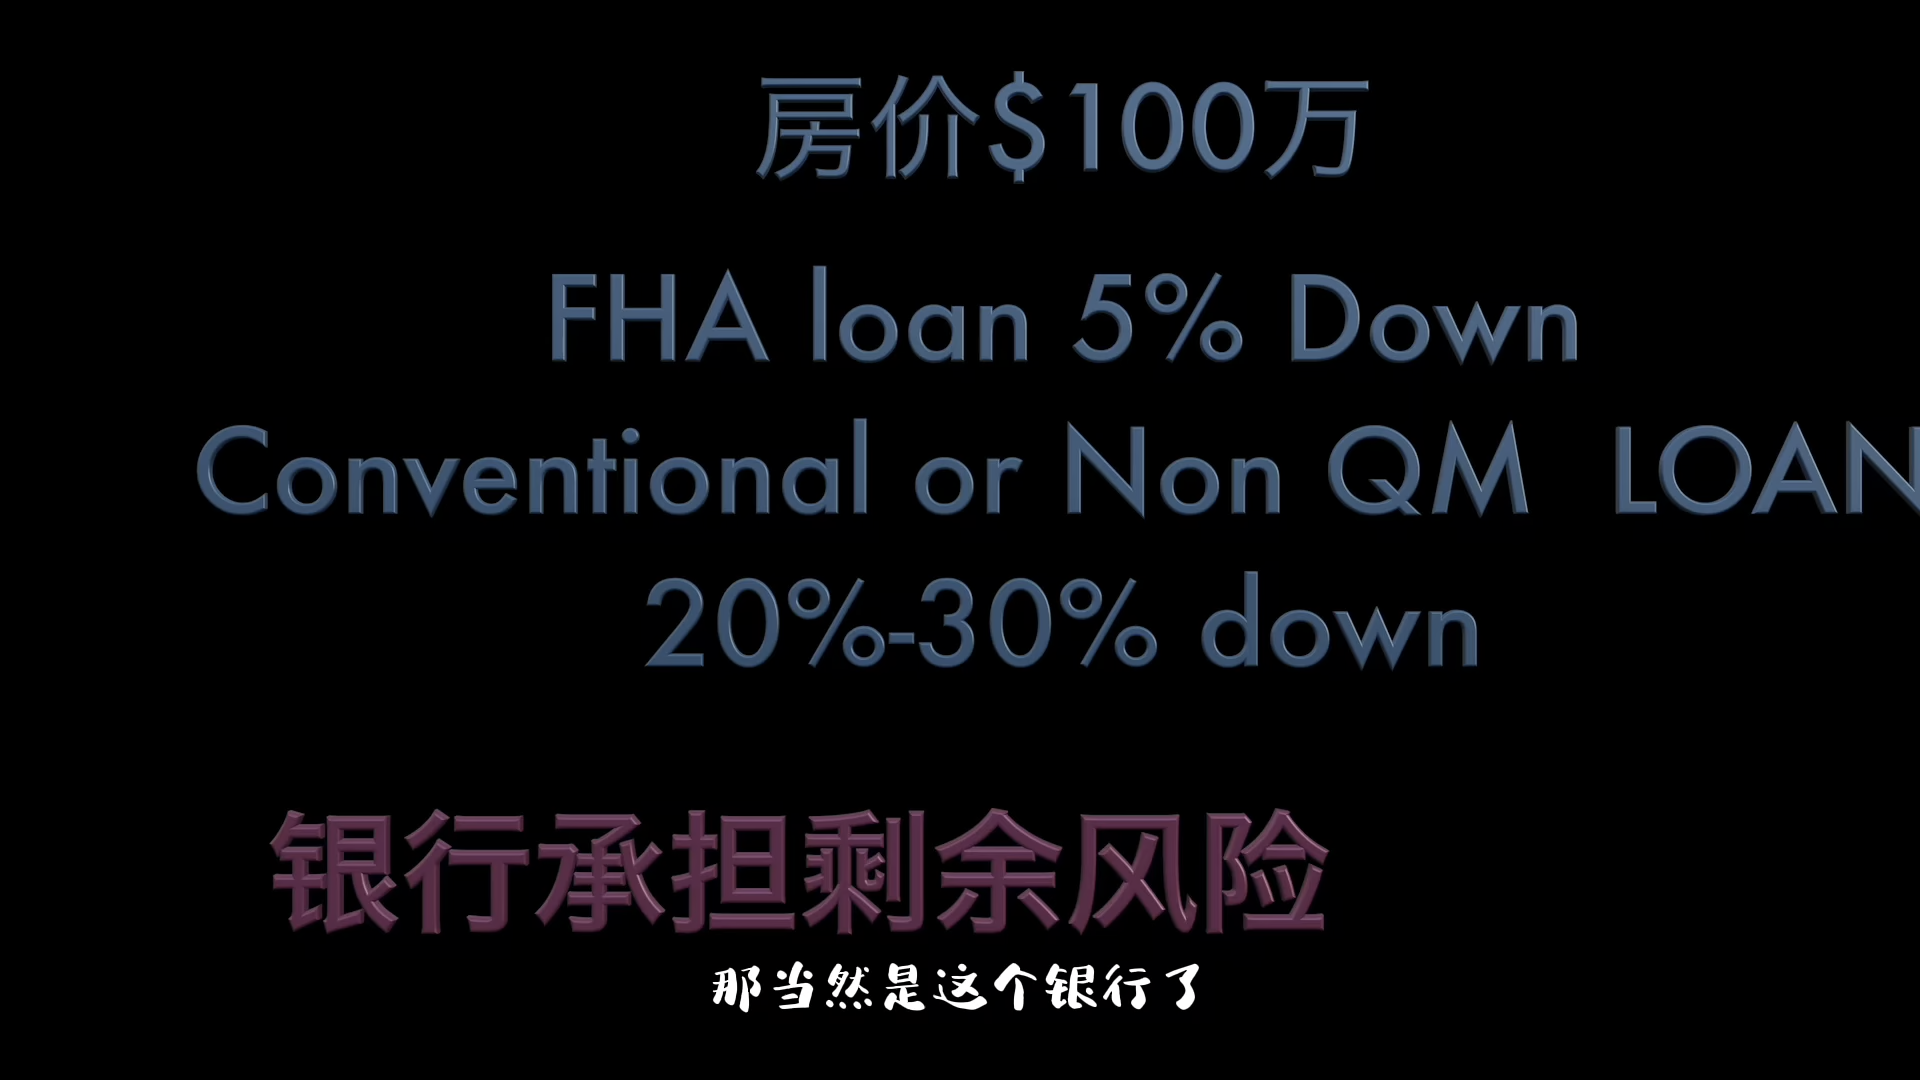 房价$100万
FHA loan 5% Down
Conventional or Non QM LOAN
20%-30% down
银行承担剩余风险
那当然是这个银行了